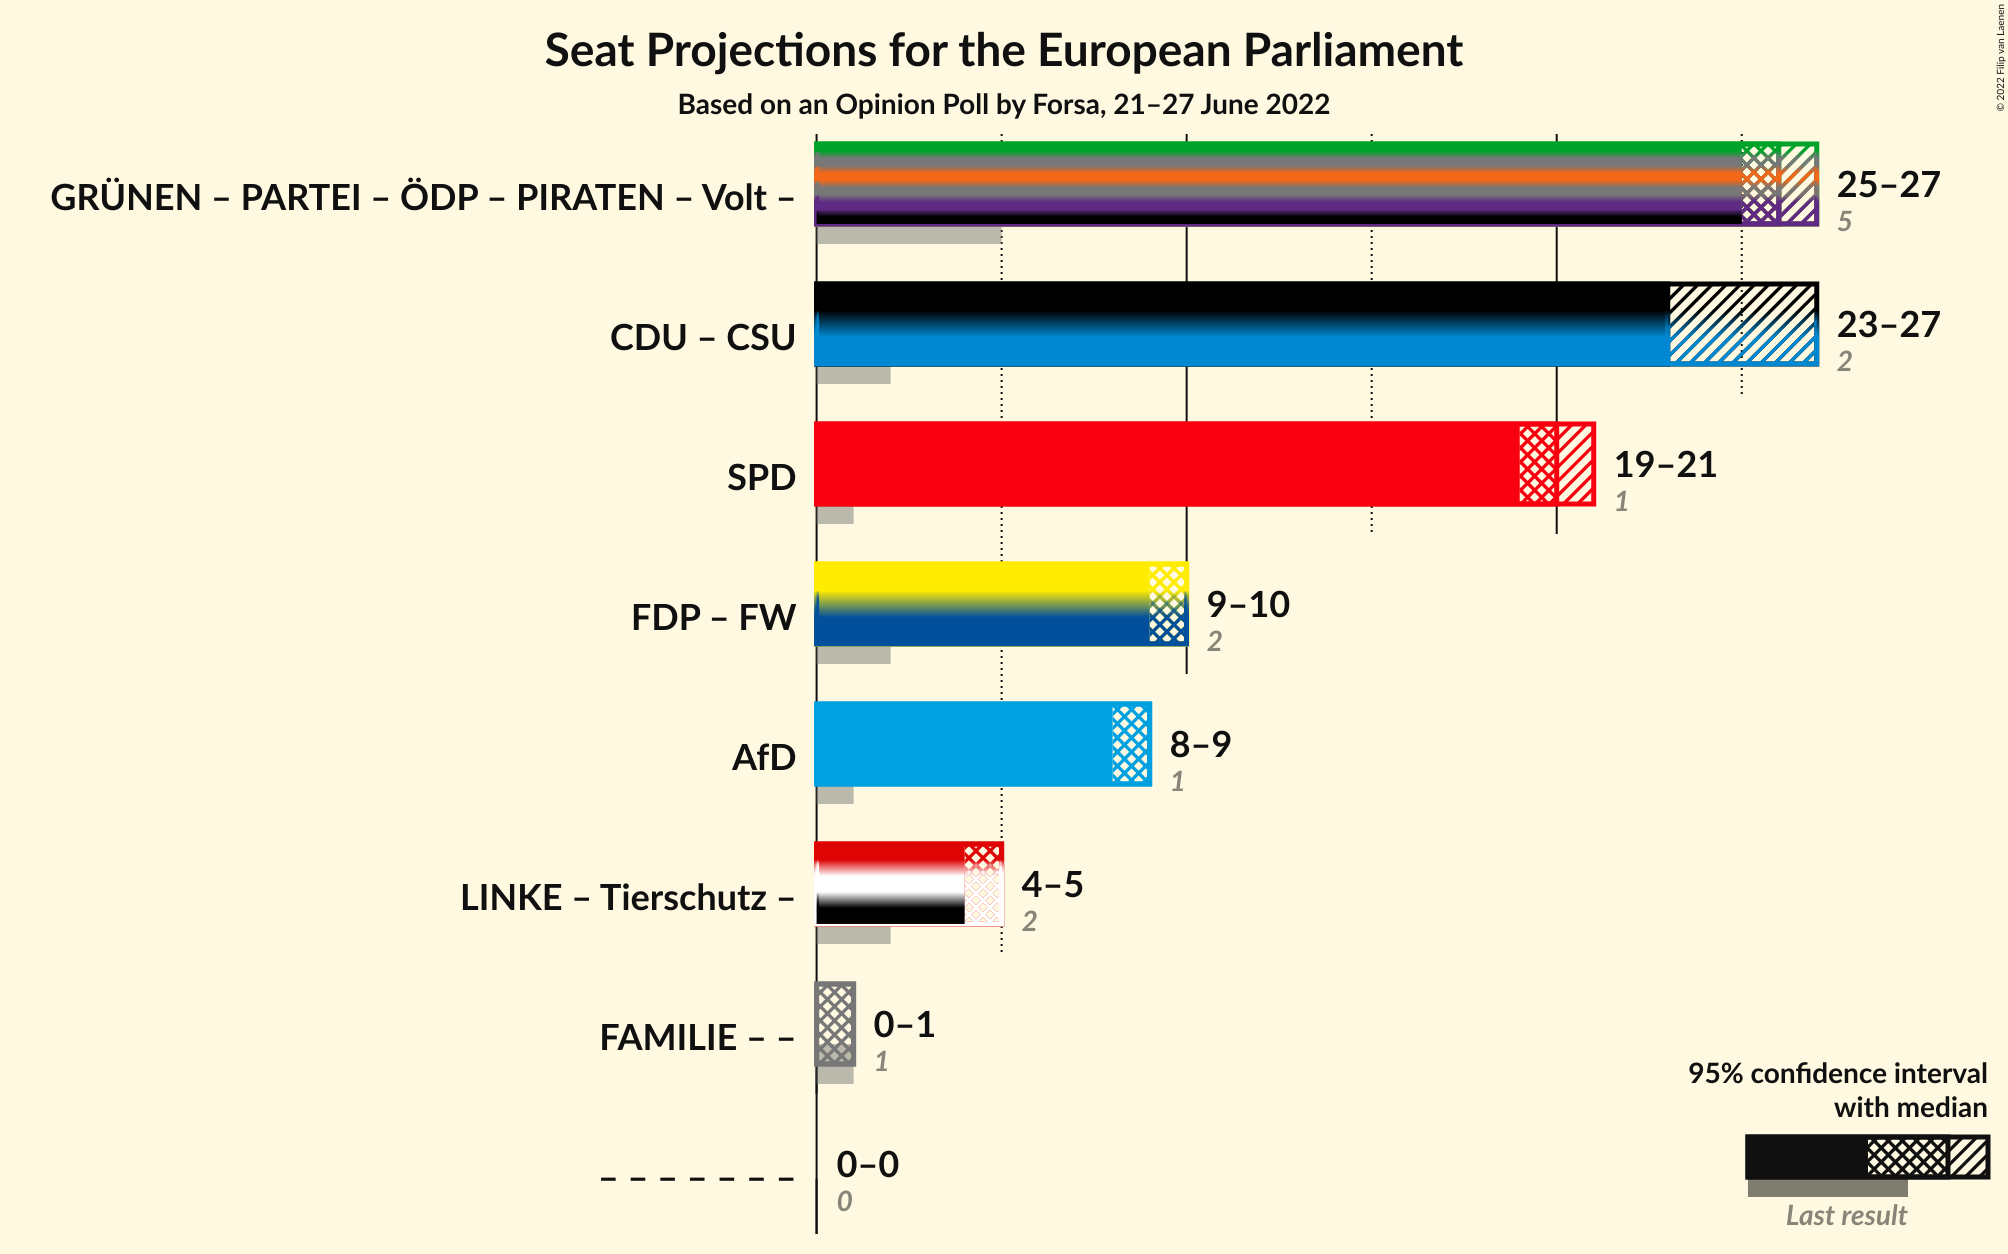 Seat Projections for the European Parliament
Based on an Opinion Poll by Forsa, 21–27 June 2022
© 2022 Filip van Laenen
GRÜNEN – PARTEI – ÖDP – PIRATEN – Volt –
25–27
5
CDU – CSU
23–27
2
SPD
19–21
1
FDP – FW
9–10
2
AfD
8–9
1
LINKE – Tierschutz –
4–5
2
FAMILIE – –
0–1
1
– – – – – – –
0–0
0
95% confidence interval
with median
Last result